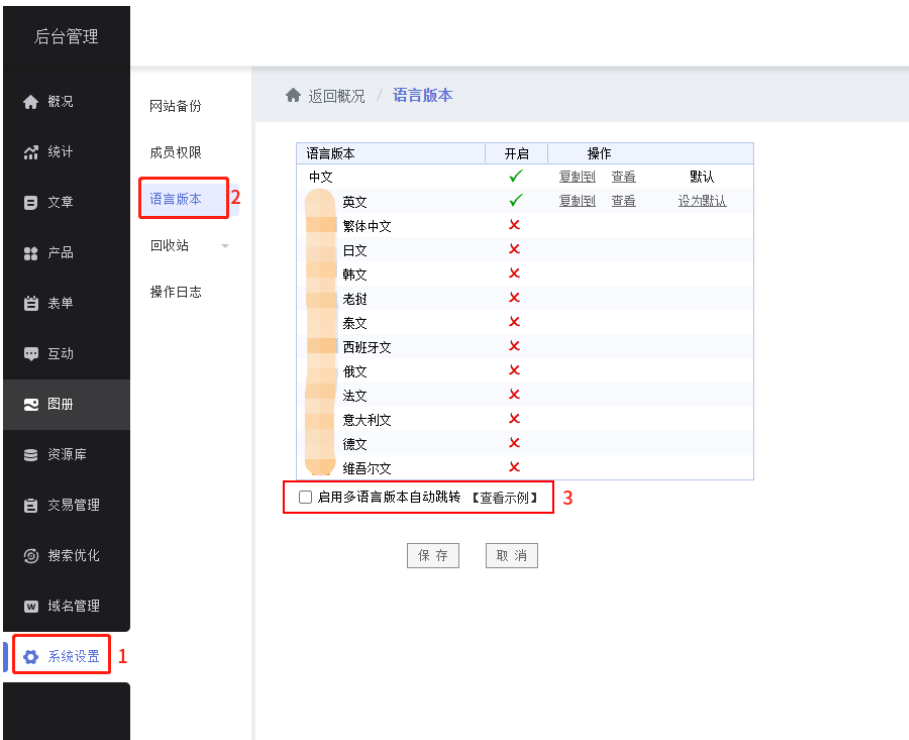 后台管理
概况
统计
文章
产品
表单
互动
图册
资源库
交易管理
搜索优化
域名管理
系统设置 1
网站备份
成员权限
语言版本 2
回收站
操作日志
返回概况 / 语言版本
语言版本 开启 操作
中文 复制到 查看 默认
英文 复制到 查看 设为默认
繁体中文
日文
韩文
老挝
泰文
西班牙文
俄文
法文
意大利文
德文
维吾尔文
启用多语言版本自动跳转 【查看示例】 3
保 存 取 消